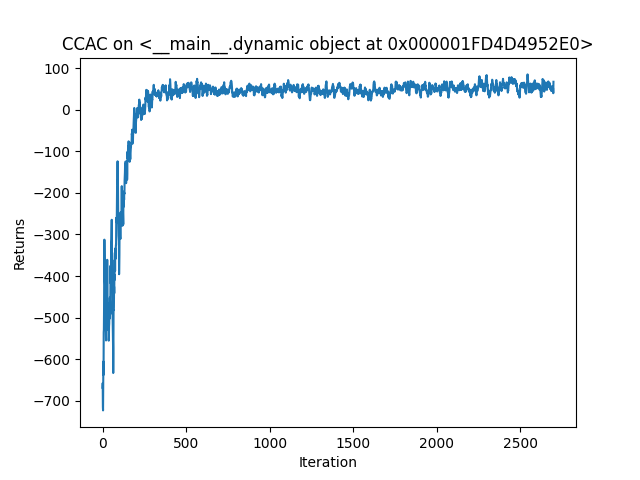 CCAC on <__main__.dynamic object at 0x000001FD4D4952E0>
100
0
−100
−200
−300
−400
−500
−600
−700
Returns
0 500 1000 1500 2000 2500
Iteration